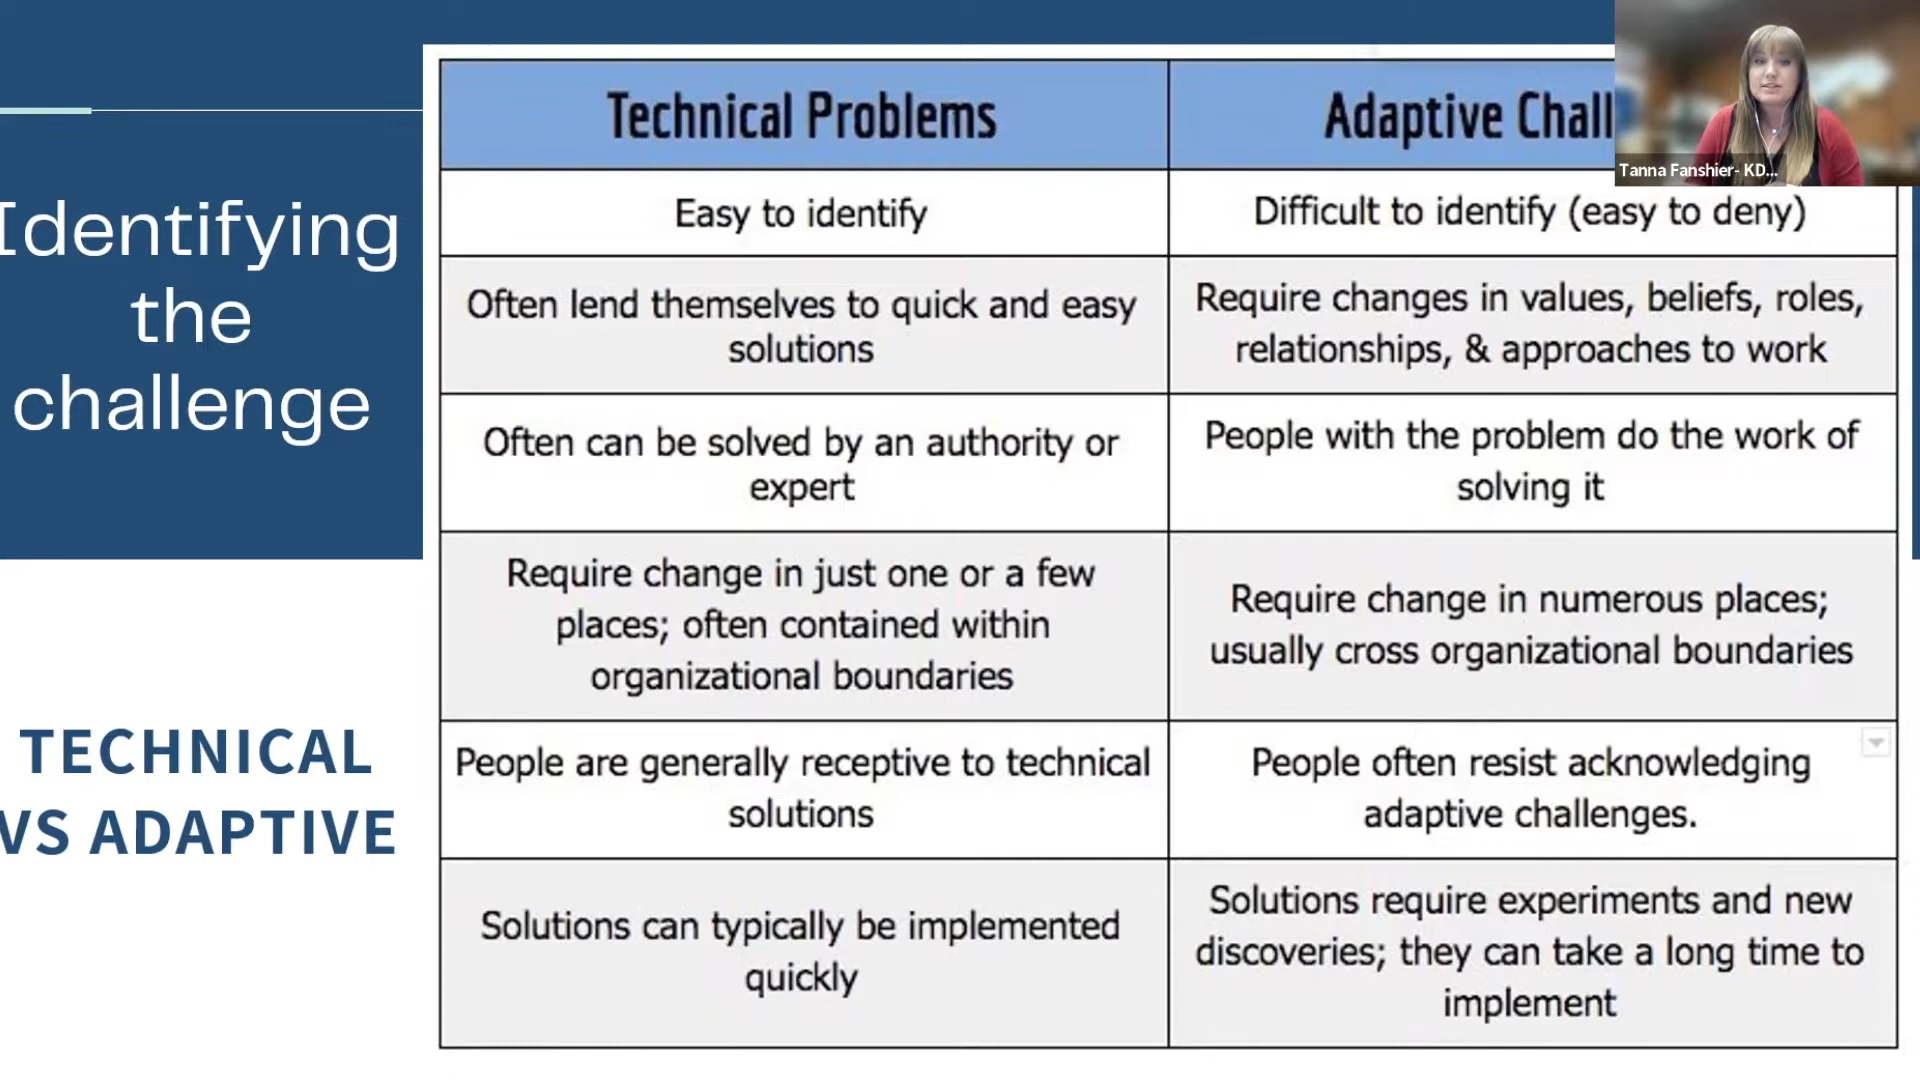 Identifying
the
challenge
TECHNICAL
VS ADAPTIVE
Technical Problems
Adaptive Chall
Easy to identify
Difficult to identify (easy to deny)
Often lend themselves to quick and easy
solutions
Require changes in values, beliefs, roles,
relationships, & approaches to work
Often can be solved by an authority or
expert
People with the problem do the work of
solving it
Require change in just one or a few
places; often contained within
organizational boundaries
Require change in numerous places;
usually cross organizational boundaries
People are generally receptive to technical
solutions
People often resist acknowledging
adaptive challenges.
Solutions can typically be implemented
quickly
Solutions require experiments and new
discoveries; they can take a long time to
implement
Tanna Fanshier- KD...